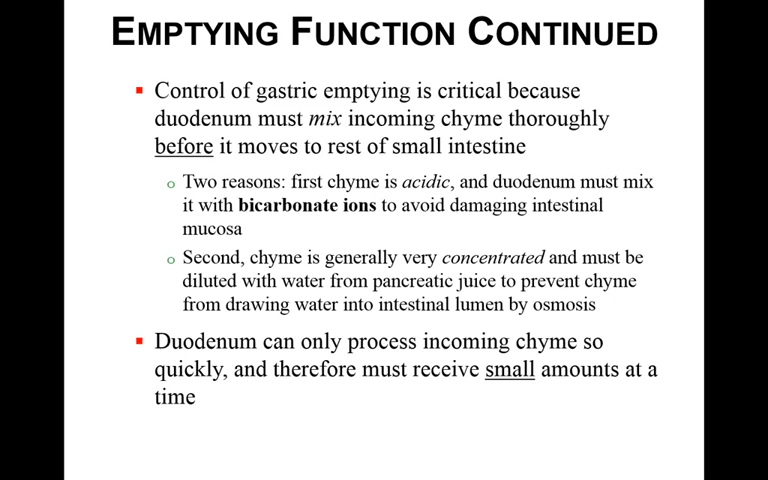 EMPTYING FUNCTION CONTINUED
▪ Control of gastric emptying is critical because
duodenum must mix incoming chyme thoroughly
before it moves to rest of small intestine
o Two reasons: first chyme is acidic, and duodenum must mix
it with bicarbonate ions to avoid damaging intestinal
mucosa
o Second, chyme is generally very concentrated and must be
diluted with water from pancreatic juice to prevent chyme
from drawing water into intestinal lumen by osmosis
▪ Duodenum can only process incoming chyme so
quickly, and therefore must receive small amounts at a
time